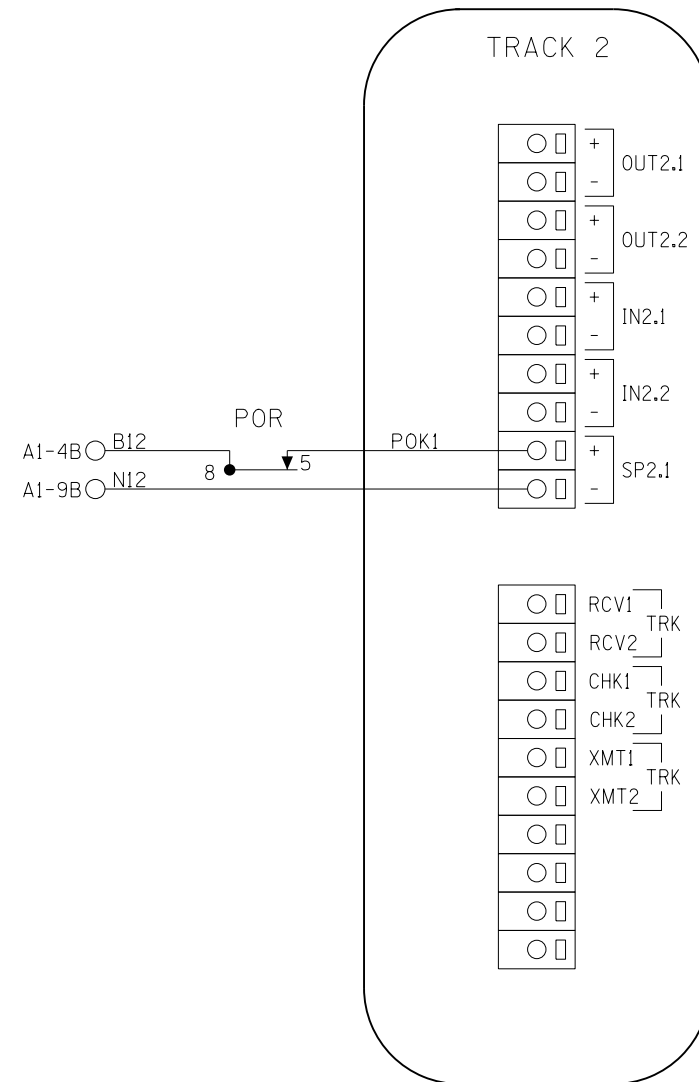 TRACK 2
+
OUT2.1
-
+
OUT2.2
-
+
IN2.1
-
+
IN2.2
-
POR
A1-4B B12
8
5
POK1
+
SP2.1
-
A1-9B N12
RCV1
TRK
RCV2
CHK1
TRK
CHK2
XMT1
TRK
XMT2